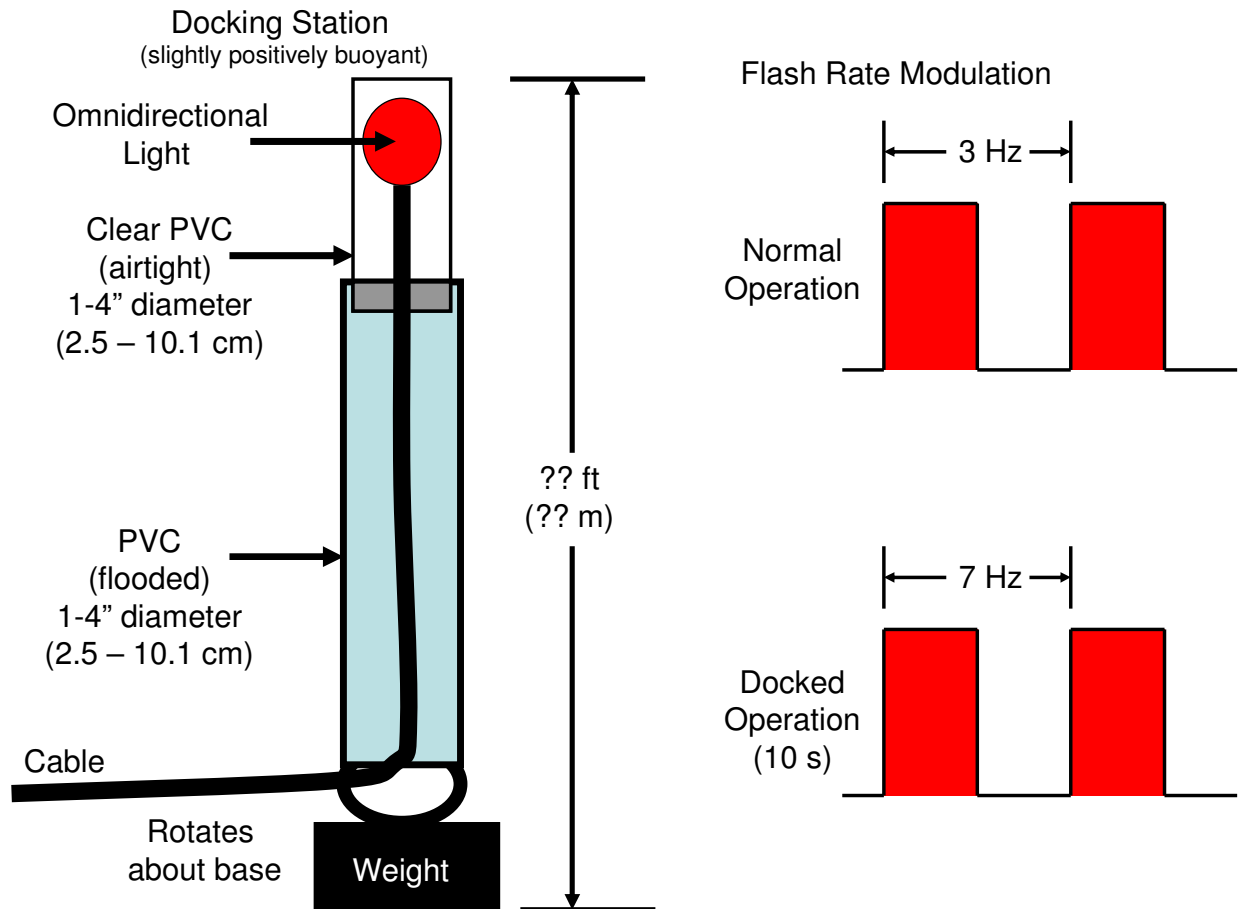 Docking Station
(slightly positively buoyant)
Omnidirectional
Light
Clear PVC
(airtight)
1-4” diameter
(2.5 – 10.1 cm)
PVC
(flooded)
1-4” diameter
(2.5 – 10.1 cm)
Cable
Rotates
about base
Weight
?? ft
(?? m)
Flash Rate Modulation
3 Hz
Normal
Operation
7 Hz
Docked
Operation
(10 s)